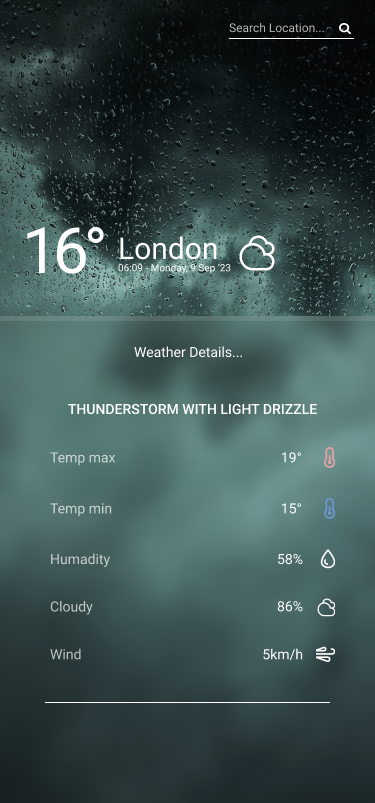 Search Location...
16°
London
06:09 - Monday, 9 Sep '23
Weather Details...
THUNDERSTORM WITH LIGHT DRIZZLE
Temp max 19°
Temp min 15°
Humadity 58%
Cloudy 86%
Wind 5km/h